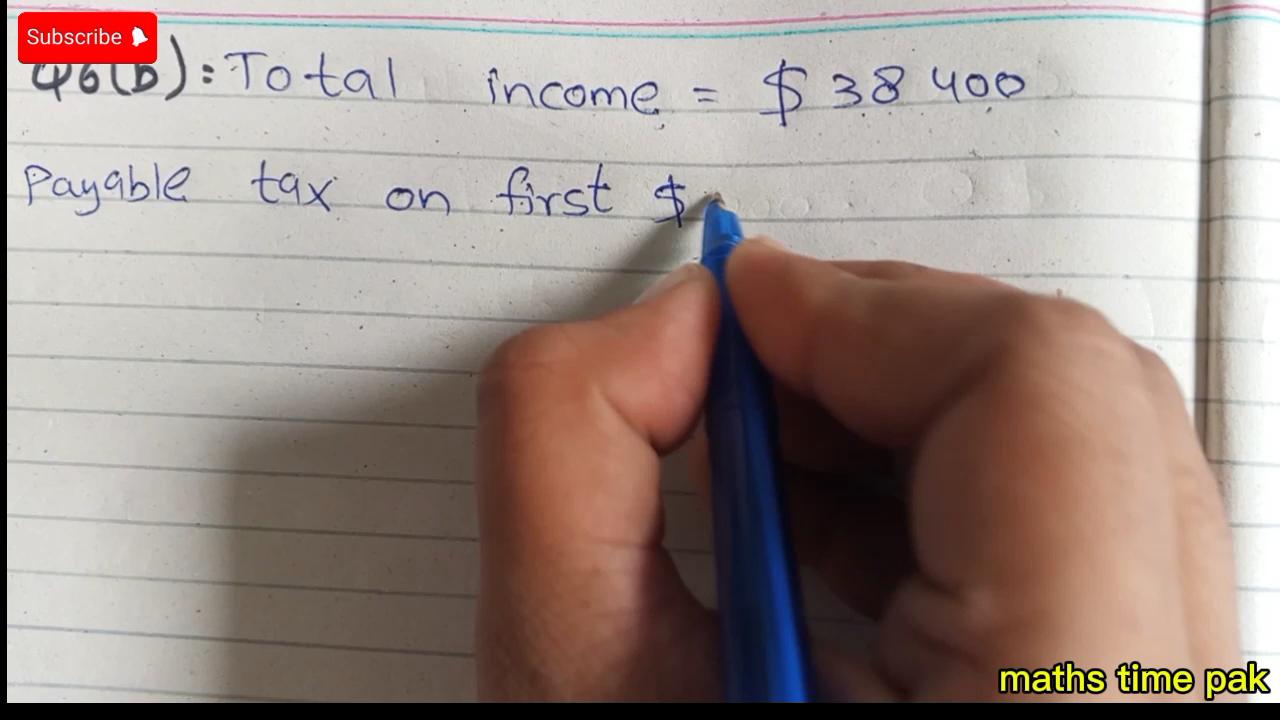 Subscribe
Q6(b): Total income = $ 38 400
Payable tax on first $
maths time pak